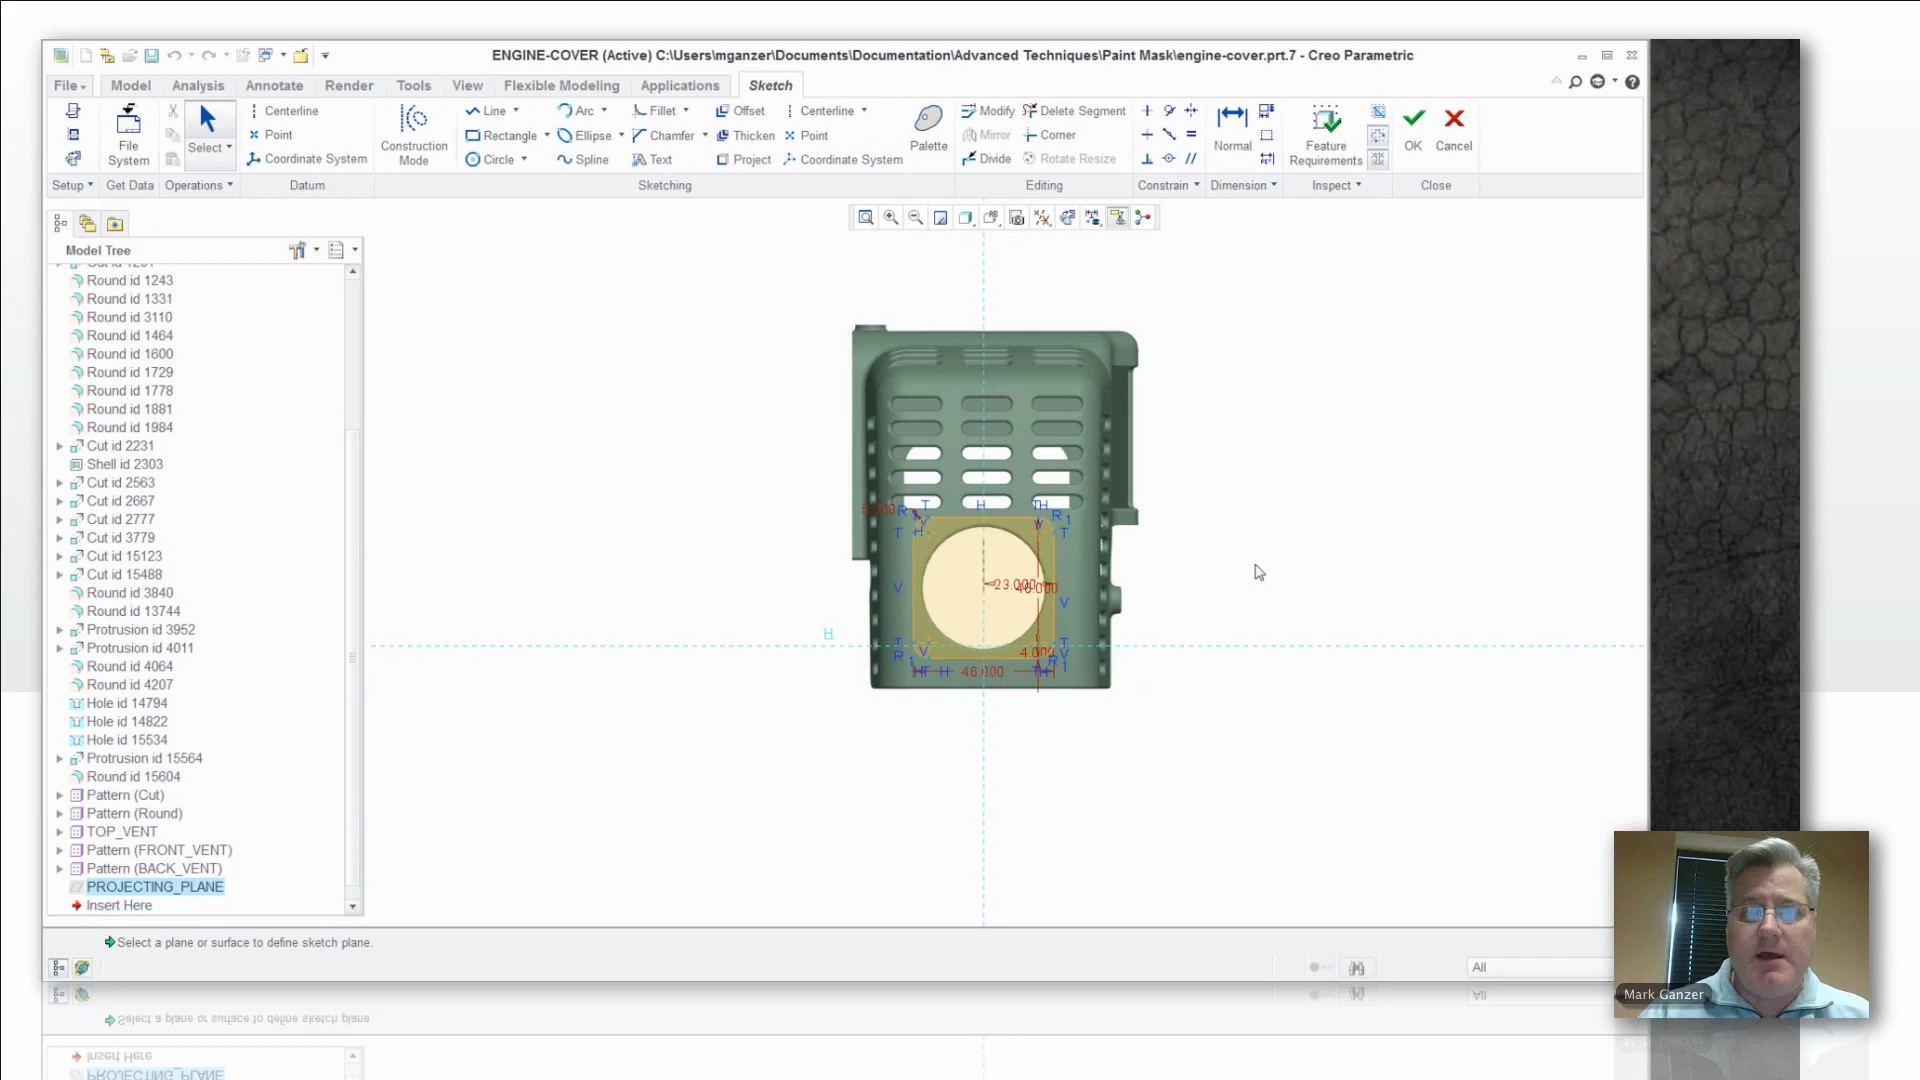 ENGINE-COVER (Active) C:\Users\mganzer\Documents\Documentation\Advanced Techniques\Paint Mask\engine-cover.prt.7 - Creo Parametric
File Model Analysis Annotate Render Tools View Flexible Modeling Applications Sketch
Centerline Line Arc Fillet Offset Centerline Modify Delete Segment
File System Select Point Construction Mode Rectangle Ellipse Chamfer Thicken Point Palette Mirror Corner Normal Feature Requirements OK Cancel
Coordinate System Circle Spline Text Project Coordinate System Divide Rotate Resize
Setup Get Data Operations Datum Sketching Editing Constrain Dimension Inspect Close
Model Tree
Round id 1243
Round id 1331
Round id 3110
Round id 1464
Round id 1600
Round id 1729
Round id 1778
Round id 1881
Round id 1984
Cut id 2231
Shell id 2303
Cut id 2563
Cut id 2667
Cut id 2777
Cut id 3779
Cut id 15123
Cut id 15488
Round id 3840
Round id 13744
Protrusion id 3952
Protrusion id 4011
Round id 4064
Round id 4207
Hole id 14794
Hole id 14822
Hole id 15534
Protrusion id 15564
Round id 15604
Pattern (Cut)
Pattern (Round)
TOP_VENT
Pattern (FRONT_VENT)
Pattern (BACK_VENT)
PROJECTING_PLANE
Insert Here
T H TH
R 1
T T
23.000
V V
H
4.000
46.000
Select a plane or surface to define sketch plane.
All
Mark Ganzer